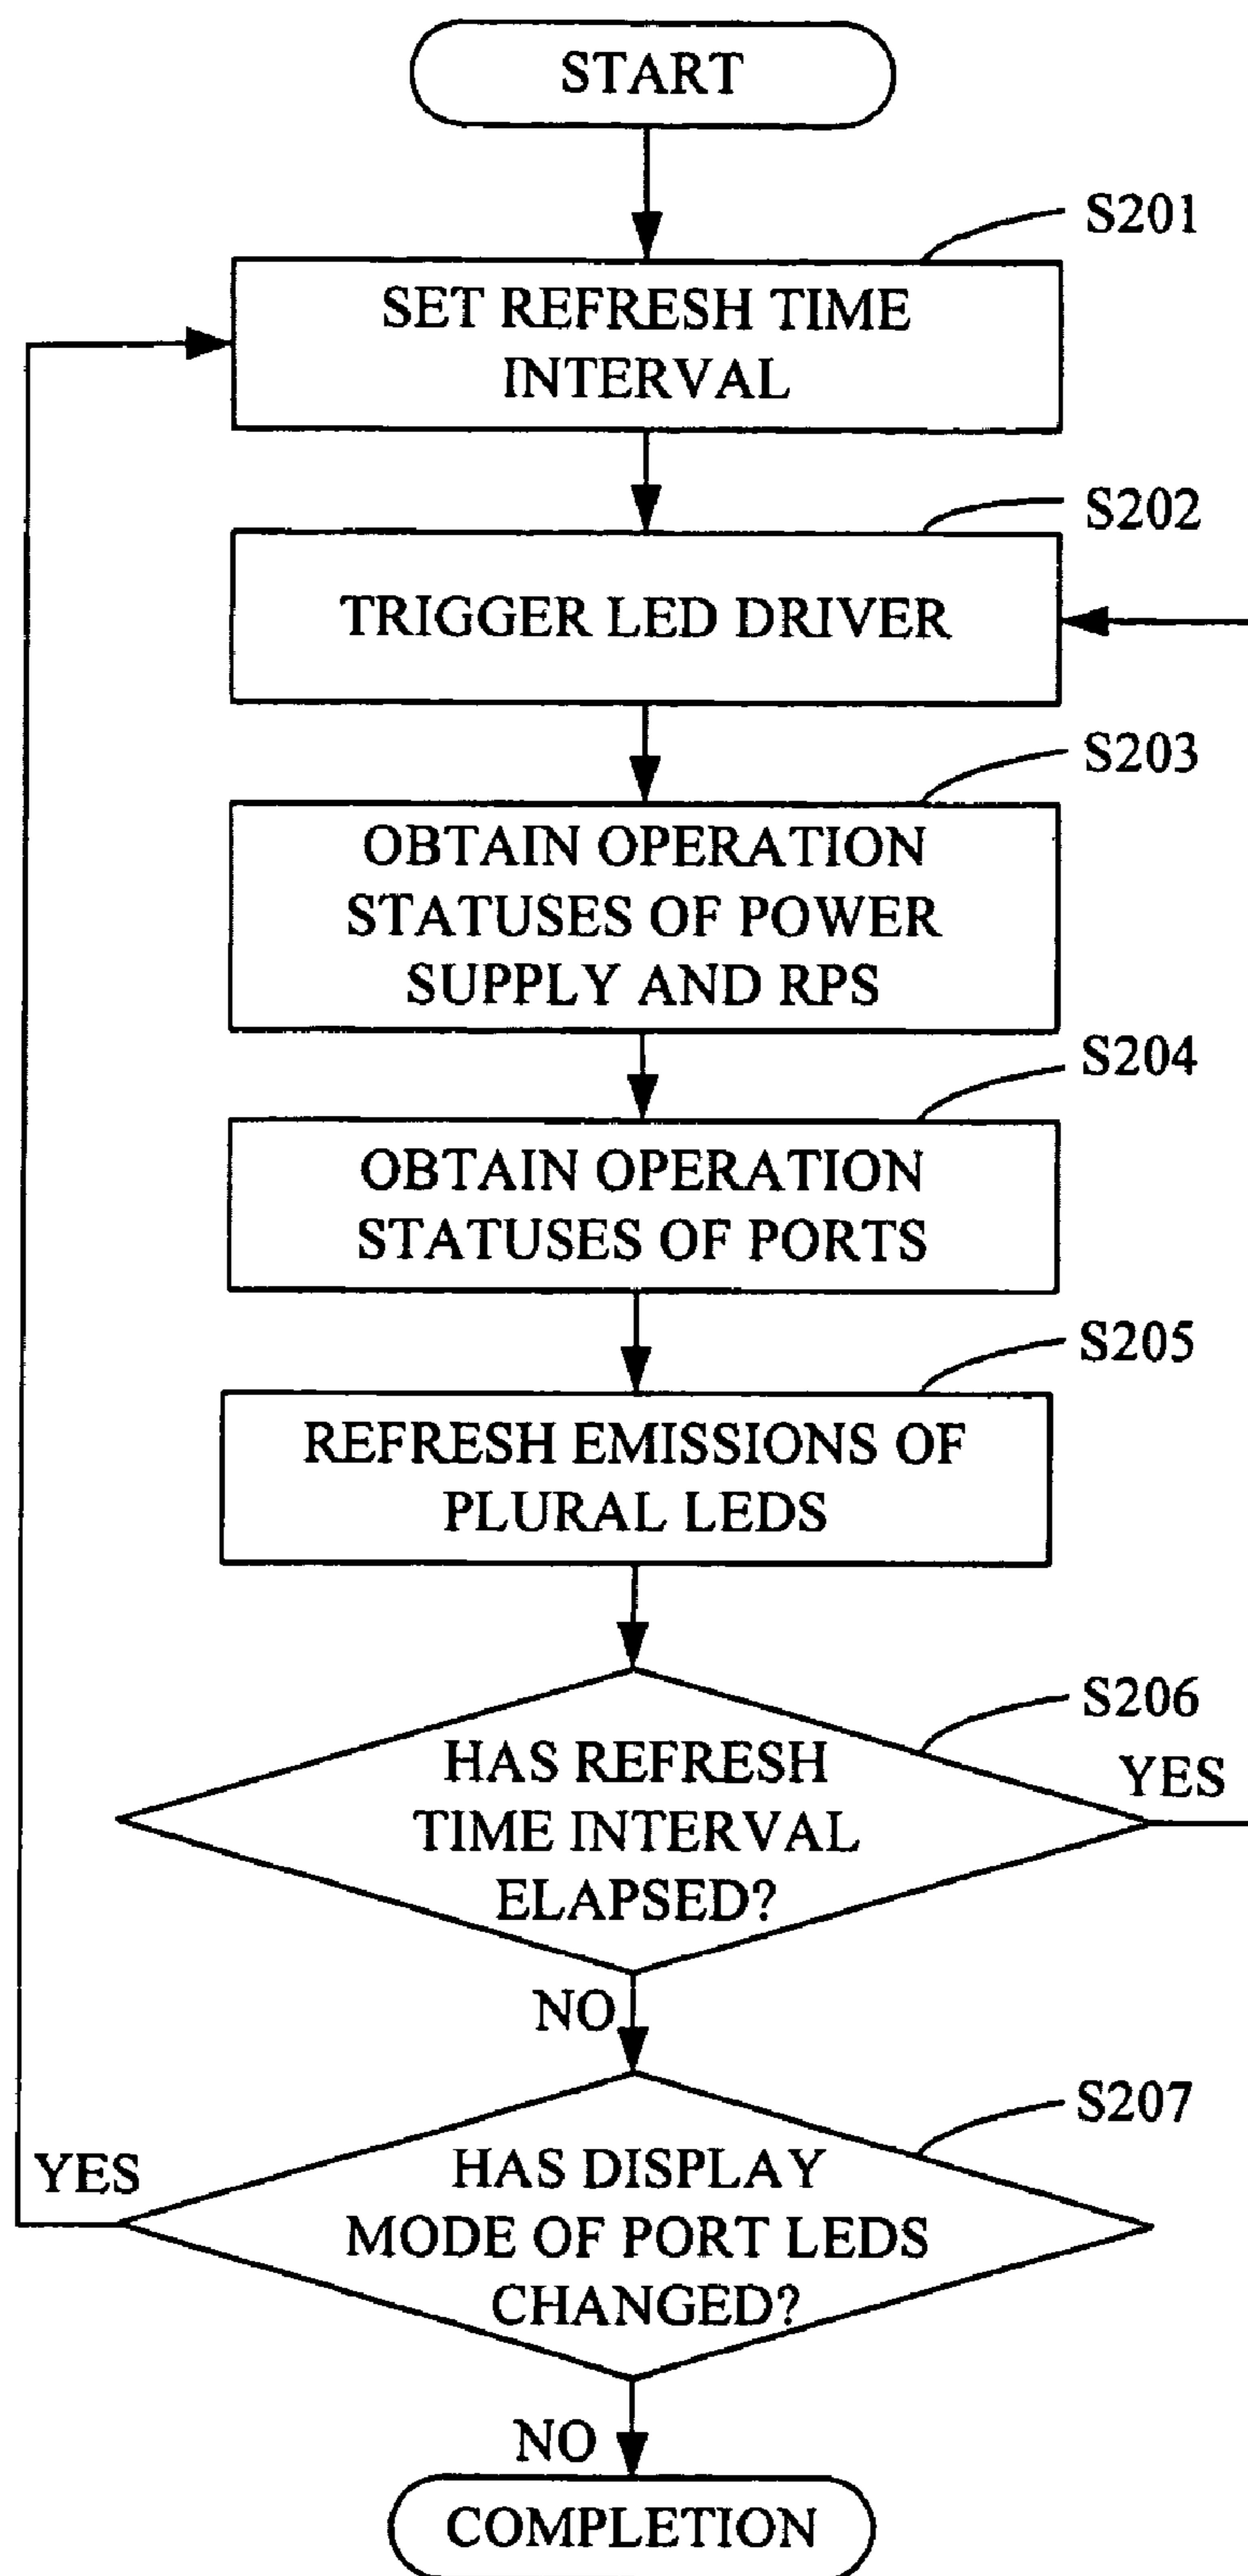 START
S201
SET REFRESH TIME
INTERVAL
S202
TRIGGER LED DRIVER
S203
OBTAIN OPERATION
STATUSES OF POWER
SUPPLY AND RPS
S204
OBTAIN OPERATION
STATUSES OF PORTS
S205
REFRESH EMISSIONS OF
PLURAL LEDS
S206
YES
HAS REFRESH
TIME INTERVAL
ELAPSED?
NO
S207
YES
HAS DISPLAY
MODE OF PORT LEDS
CHANGED?
NO
COMPLETION